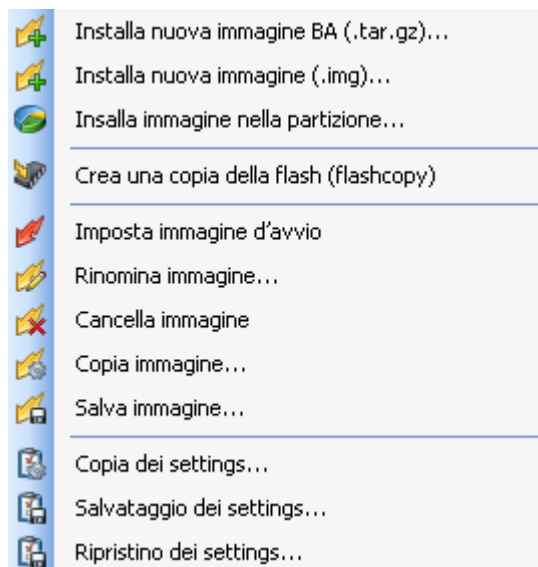 Installa nuova immagine BA (.tar.gz)...
Installa nuova immagine (.img)...
Insalla immagine nella partizione...
Crea una copia della flash (flashcopy)
Imposta immagine d'avvio
Rinomina immagine...
Cancella immagine
Copia immagine...
Salva immagine...
Copia dei settings...
Salvataggio dei settings...
Ripristino dei settings...